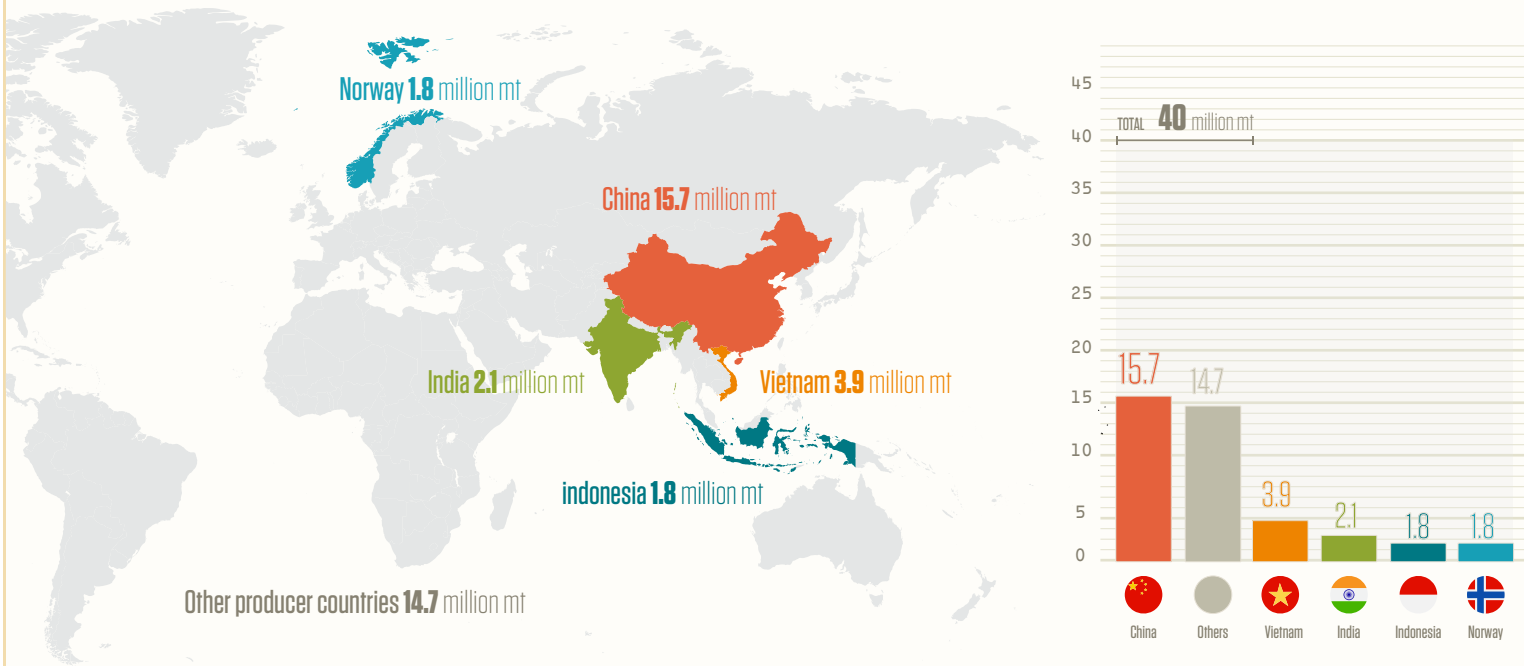 Norway 1.8 million mt
China 15.7 million mt
India 2.1 million mt
Vietnam 3.9 million mt
indonesia 1.8 million mt
Other producer countries 14.7 million mt
45
TOTAL 40 million mt
40
35
30
25
20
15
10
5
0
15.7
14.7
3.9
2.1
1.8
1.8
China
Others
Vietnam
India
Indonesia
Norway